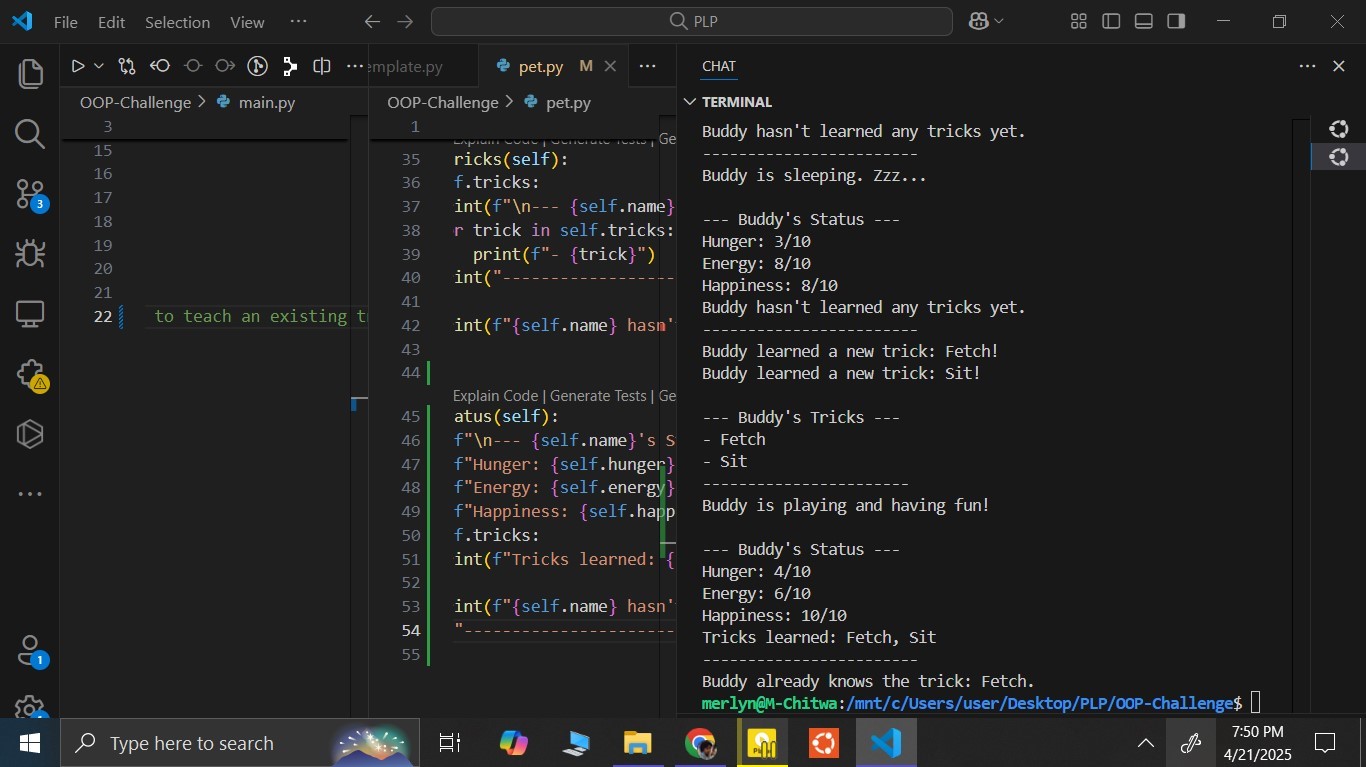 File Edit Selection View ··· PLP
emplate.py pet.py M ···
CHAT
OOP-Challenge > main.py
OOP-Challenge > pet.py
TERMINAL
3
15
16
17
18
19
20
21
22 to teach an existing t
1
Explain Code | Generate Tests | Ge
35 ricks(self):
36 f.tricks:
37 int(f"\n--- {self.name}
38 r trick in self.tricks:
39 print(f"- {trick}")
40 int("-------------------
41
42 int(f"{self.name} hasn'
43
44
Explain Code | Generate Tests | Ge
45 atus(self):
46 f"\n--- {self.name}'s S
47 f"Hunger: {self.hunger}
48 f"Energy: {self.energy}
49 f"Happiness: {self.happ
50 f.tricks:
51 int(f"Tricks learned: {
52
53 int(f"{self.name} hasn'
54 "-----------------------
55
Buddy hasn't learned any tricks yet.
------------------------
Buddy is sleeping. Zzz...
--- Buddy's Status ---
Hunger: 3/10
Energy: 8/10
Happiness: 8/10
Buddy hasn't learned any tricks yet.
------------------------
Buddy learned a new trick: Fetch!
Buddy learned a new trick: Sit!
--- Buddy's Tricks ---
- Fetch
- Sit
-----------------------
Buddy is playing and having fun!
--- Buddy's Status ---
Hunger: 4/10
Energy: 6/10
Happiness: 10/10
Tricks learned: Fetch, Sit
------------------------
Buddy already knows the trick: Fetch.
merlyn@M-Chitwa:/mnt/c/Users/user/Desktop/PLP/OOP-Challenge$
3
1
Type here to search
7:50 PM
4/21/2025